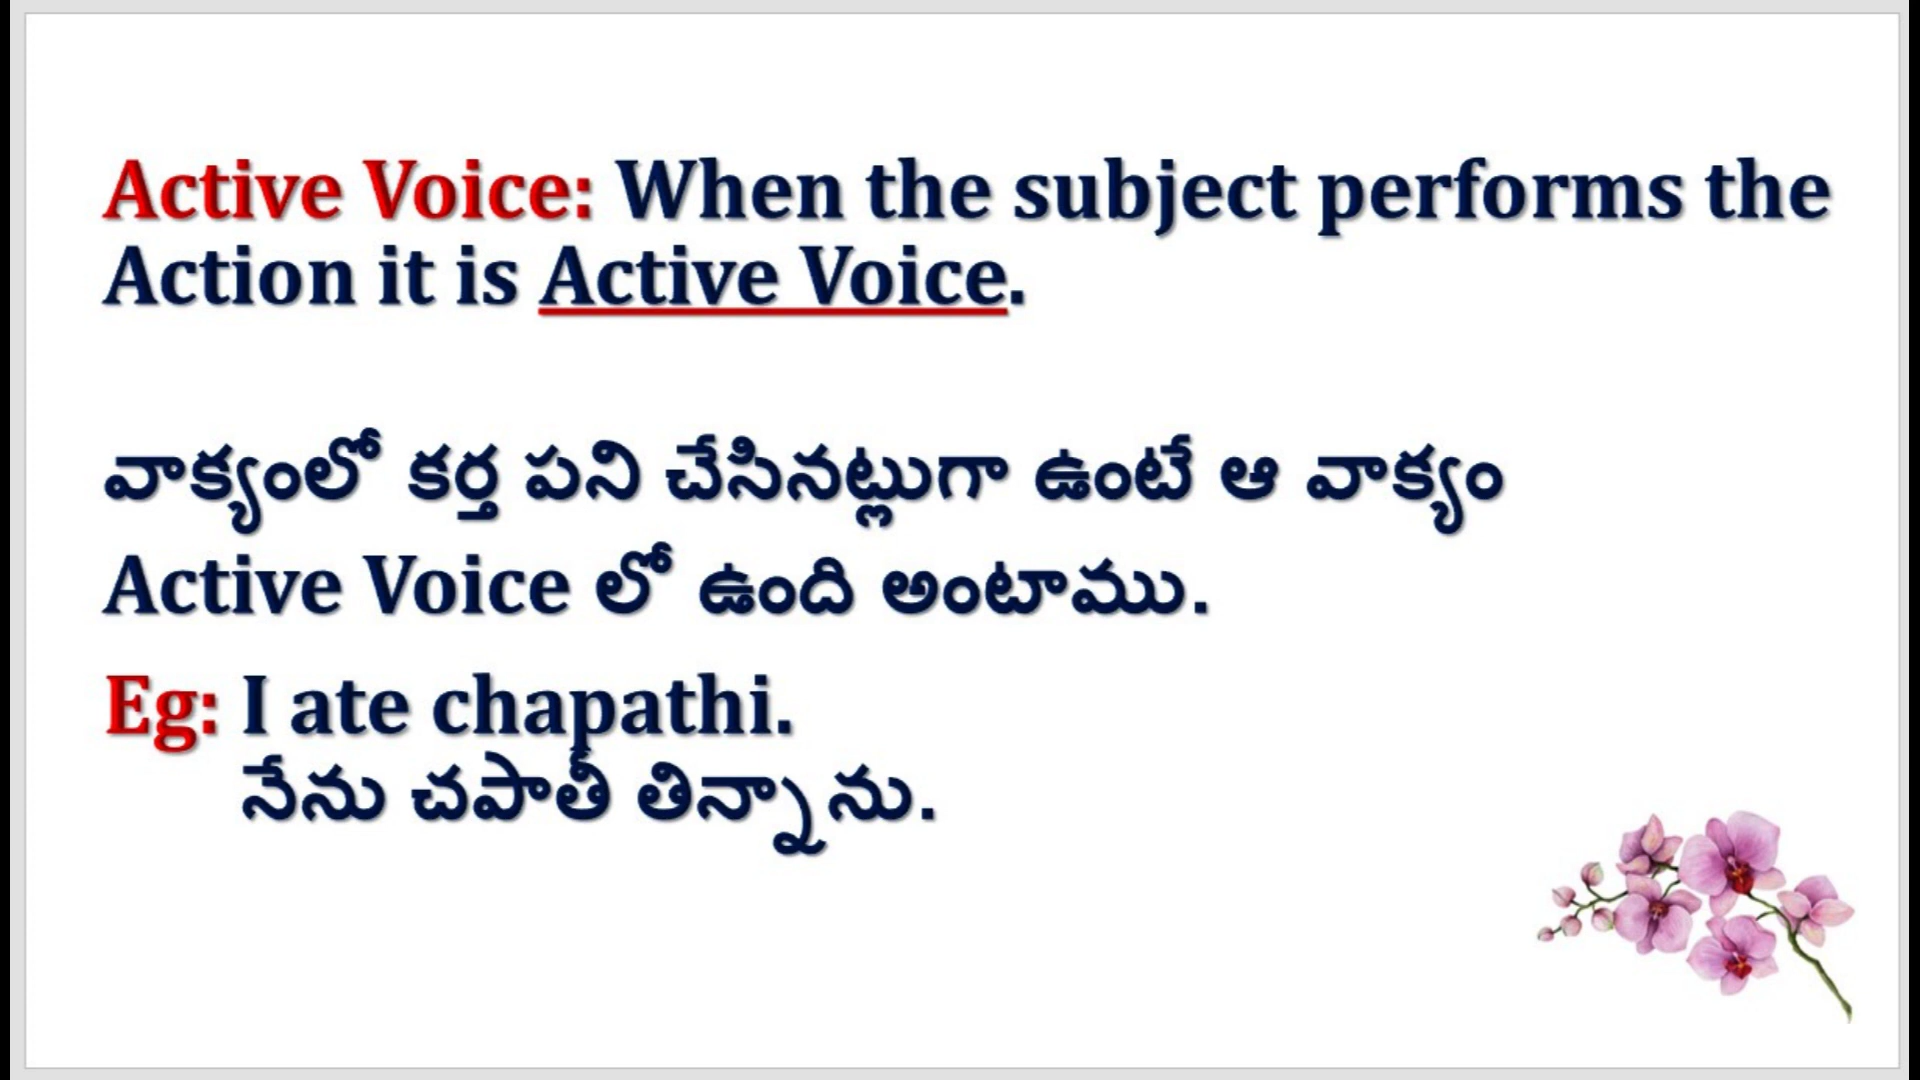 Active Voice: When the subject performs the
Action it is Active Voice.
వాక్యంలో కర్త పని చేసినట్లుగా ఉంటే ఆ వాక్యం
Active Voice లో ఉంది అంటాము.
Eg: I ate chapathi.
నేను చపాతీ తిన్నాను.